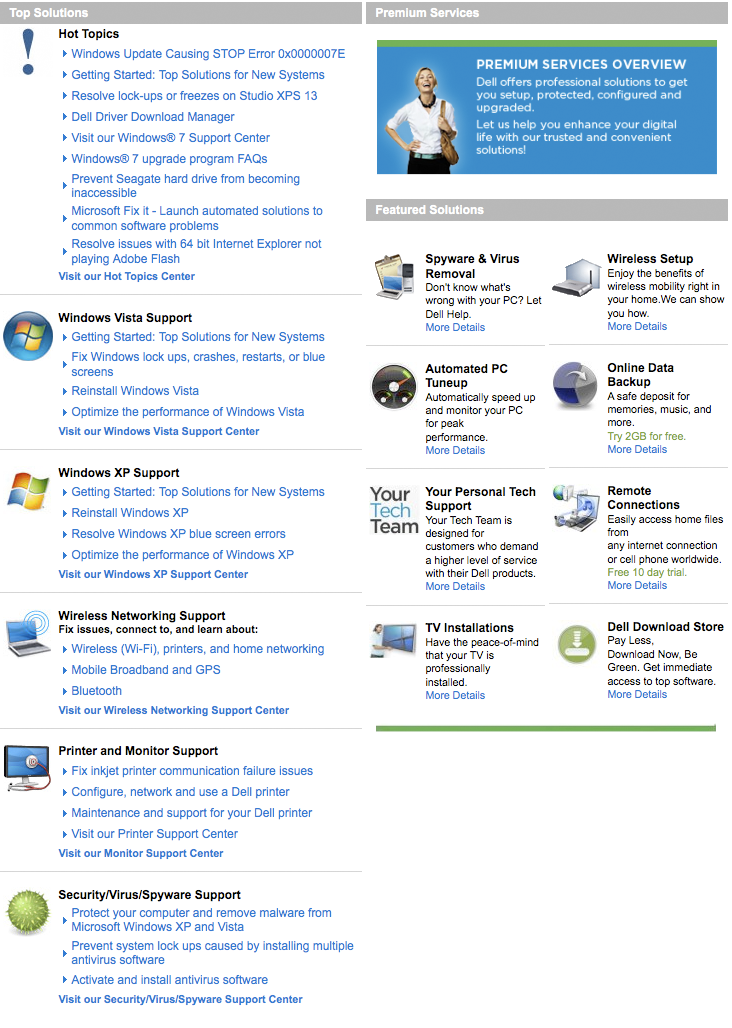 Top Solutions
Hot Topics
Windows Update Causing STOP Error 0x0000007E
Getting Started: Top Solutions for New Systems
Resolve lock-ups or freezes on Studio XPS 13
Dell Driver Download Manager
Visit our Windows® 7 Support Center
Windows® 7 upgrade program FAQs
Prevent Seagate hard drive from becoming
inaccessible
Microsoft Fix it - Launch automated solutions to
common software problems
Resolve issues with 64 bit Internet Explorer not
playing Adobe Flash
Visit our Hot Topics Center
Windows Vista Support
Getting Started: Top Solutions for New Systems
Fix Windows lock ups, crashes, restarts, or blue
screens
Reinstall Windows Vista
Optimize the performance of Windows Vista
Visit our Windows Vista Support Center
Windows XP Support
Getting Started: Top Solutions for New Systems
Reinstall Windows XP
Resolve Windows XP blue screen errors
Optimize the performance of Windows XP
Visit our Windows XP Support Center
Wireless Networking Support
Fix issues, connect to, and learn about:
Wireless (Wi-Fi), printers, and home networking
Mobile Broadband and GPS
Bluetooth
Visit our Wireless Networking Support Center
Printer and Monitor Support
Fix inkjet printer communication failure issues
Configure, network and use a Dell printer
Maintenance and support for your Dell printer
Visit our Printer Support Center
Visit our Monitor Support Center
Security/Virus/Spyware Support
Protect your computer and remove malware from
Microsoft Windows XP and Vista
Prevent system lock ups caused by installing multiple
antivirus software
Activate and install antivirus software
Visit our Security/Virus/Spyware Support Center
Premium Services
PREMIUM SERVICES OVERVIEW
Dell offers professional solutions to get
you setup, protected, configured and
upgraded.
Let us help you enhance your digital
life with our trusted and convenient
solutions!
Featured Solutions
Spyware & Virus
Removal
Don't know what's
wrong with your PC? Let
Dell Help.
More Details
Wireless Setup
Enjoy the benefits of
wireless mobility right in
your home.We can show
you how.
More Details
Automated PC
Tuneup
Automatically speed up
and monitor your PC
for peak
performance.
More Details
Online Data
Backup
A safe deposit for
memories, music, and
more.
Try 2GB for free.
More Details
Your
Tech
Team
Your Personal Tech
Support
Your Tech Team is
designed for
customers who demand
a higher level of service
with their Dell products.
More Details
Remote
Connections
Easily access home files
from
any internet connection
or cell phone worldwide.
Free 10 day trial.
More Details
TV Installations
Have the peace-of-mind
that your TV is
professionally
installed.
More Details
Dell Download Store
Pay Less,
Download Now, Be
Green. Get immediate
access to top software.
More Details